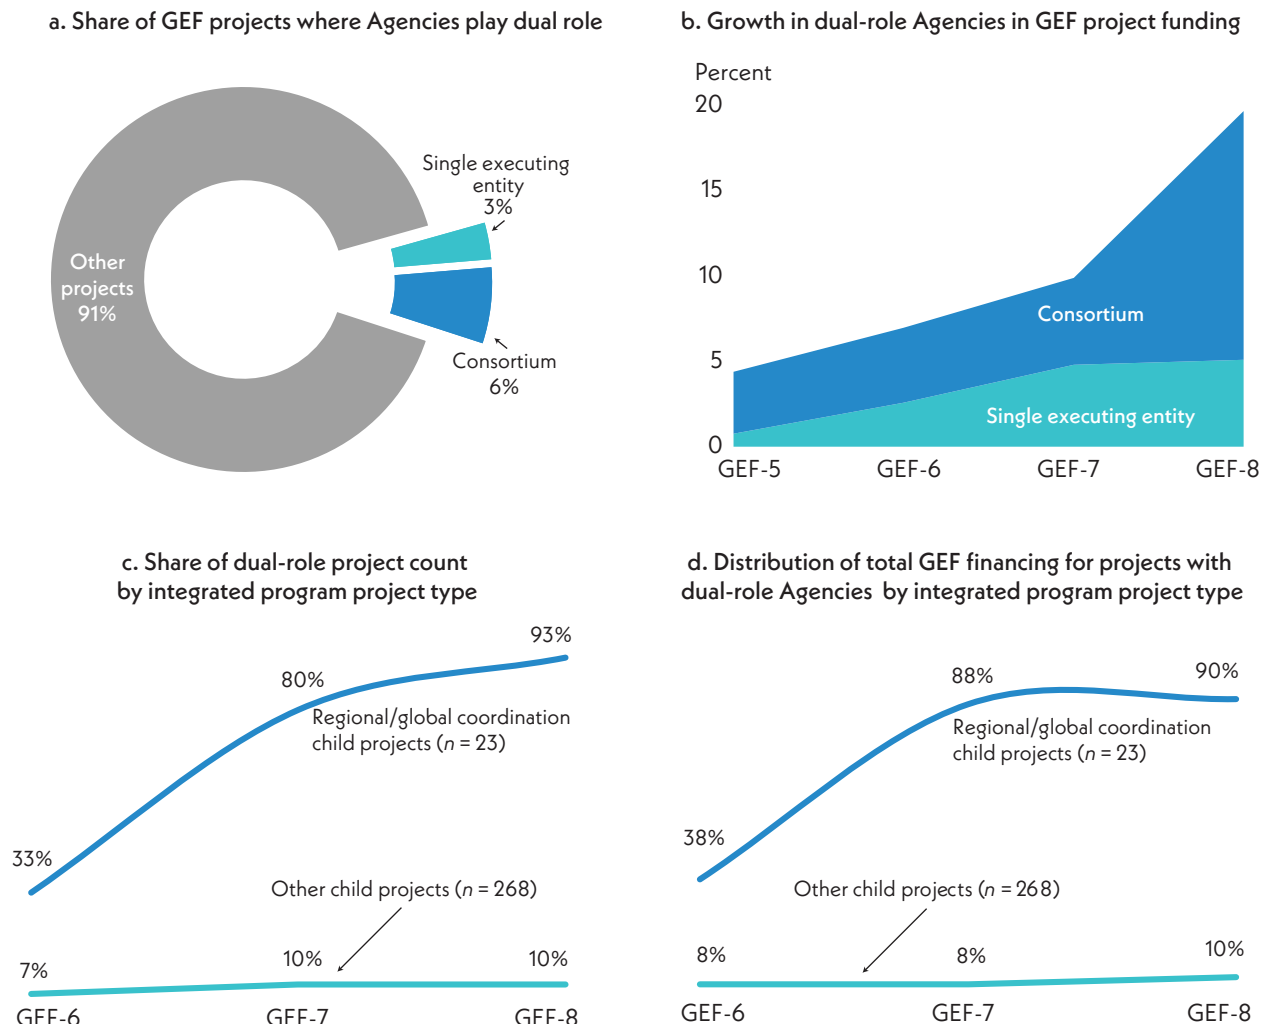 a. Share of GEF projects where Agencies play dual role
Single executing
entity
3%
Other
projects
91%
Consortium
6%
b. Growth in dual-role Agencies in GEF project funding
Percent
20
15
10
5
0
Consortium
Single executing entity
GEF-5
GEF-6
GEF-7
GEF-8
c. Share of dual-role project count
by integrated program project type
93%
80%
Regional/global coordination
child projects (n = 23)
33%
Other child projects (n = 268)
7%
10%
10%
GEF-6
GEF-7
GEF-8
d. Distribution of total GEF financing for projects with
dual-role Agencies by integrated program project type
88%
90%
Regional/global coordination
child projects (n = 23)
38%
Other child projects (n = 268)
8%
8%
10%
GEF-6
GEF-7
GEF-8